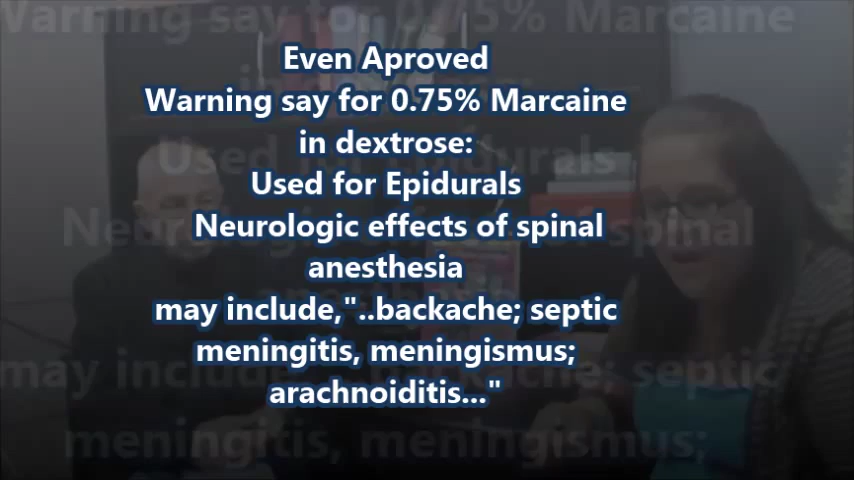 Even Aproved
Warning say for 0.75% Marcaine
in dextrose:
Used for Epidurals
Neurologic effects of spinal
anesthesia
may include,"..backache; septic
meningitis, meningismus;
arachnoiditis..."